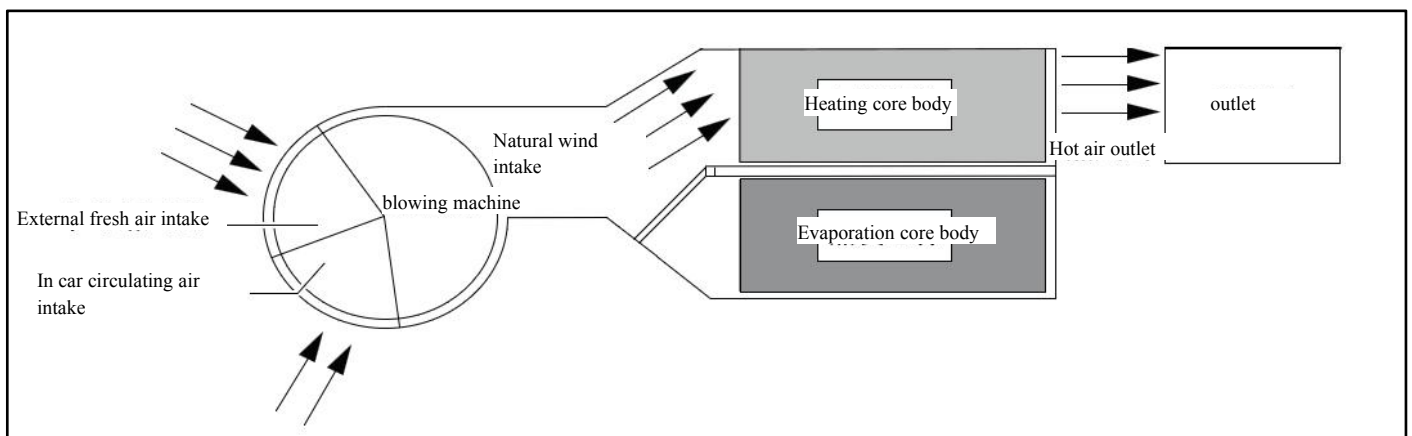 External fresh air intake
In car circulating air
intake
blowing machine
Natural wind
intake
Heating core body
Evaporation core body
Hot air outlet
outlet